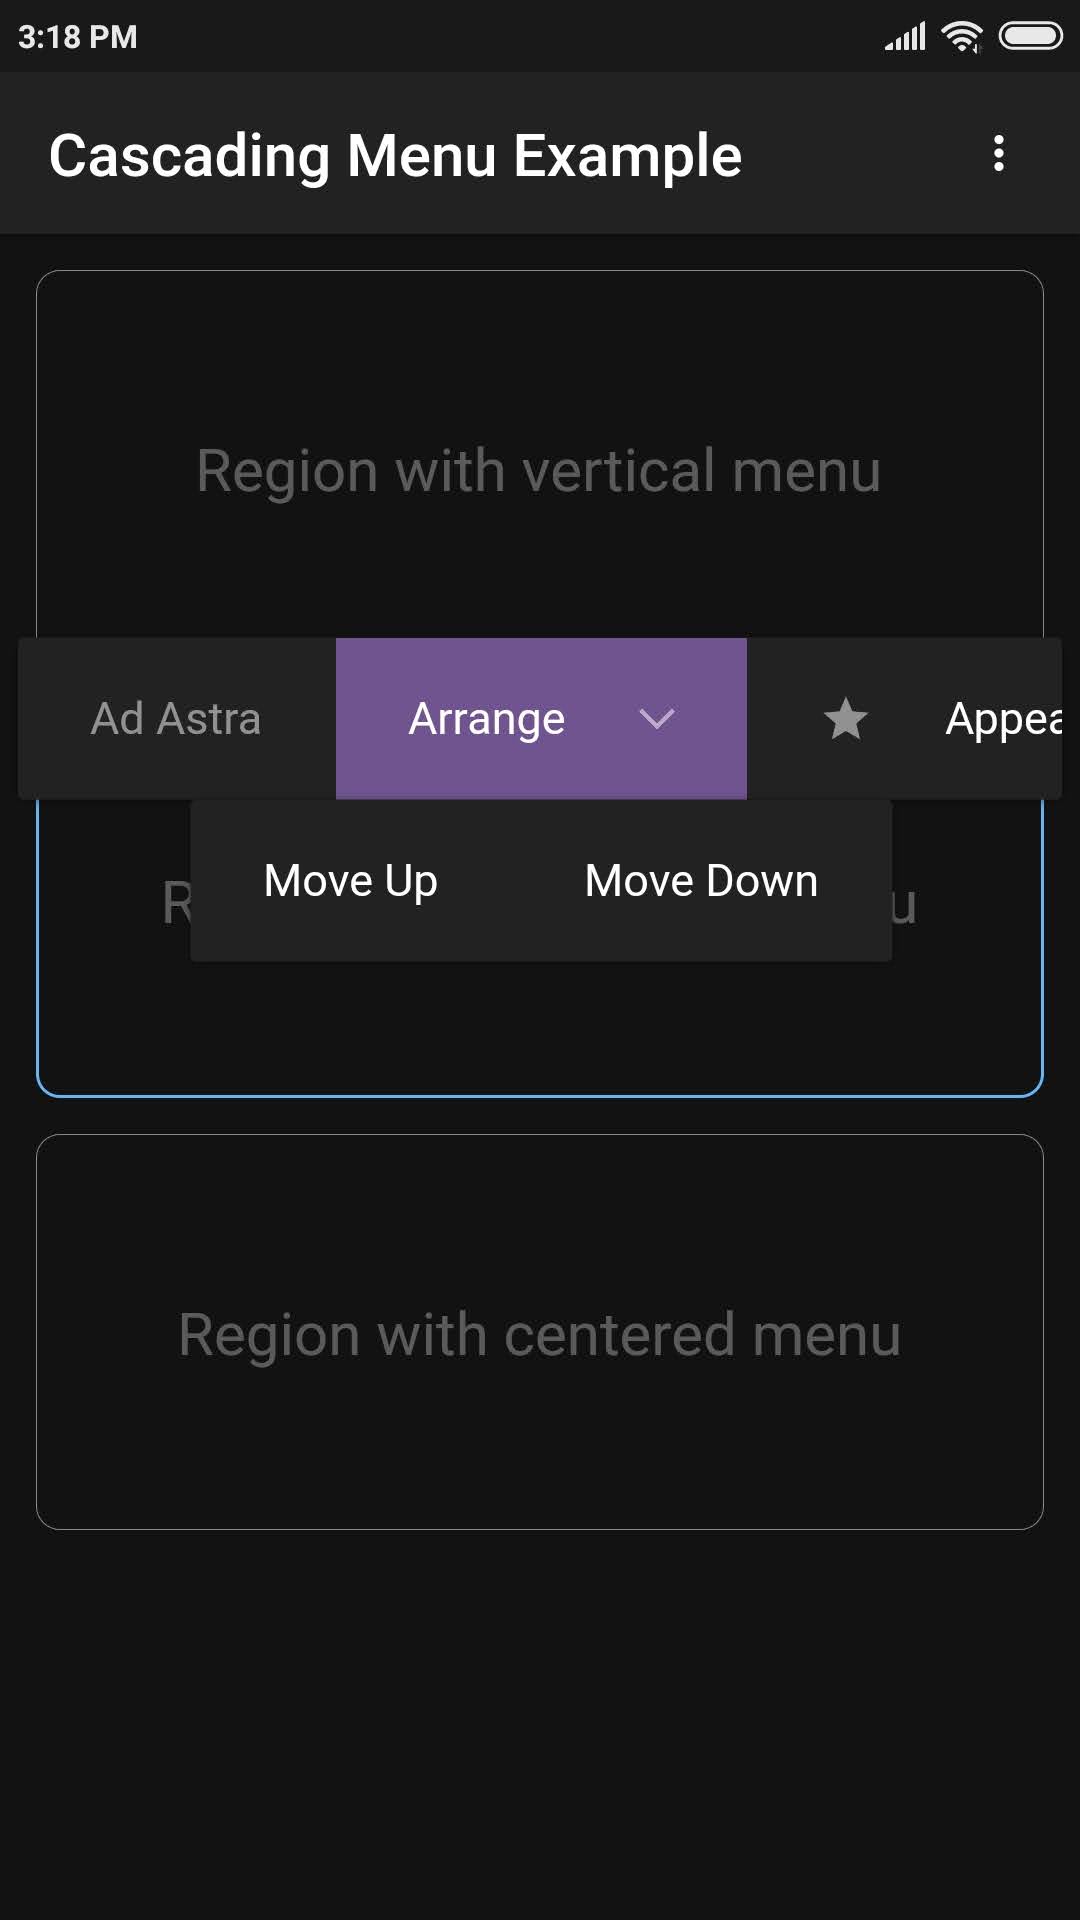 3:18 PM
Cascading Menu Example
Region with vertical menu
Ad Astra Arrange
Move Up Move Down
Region with centered menu